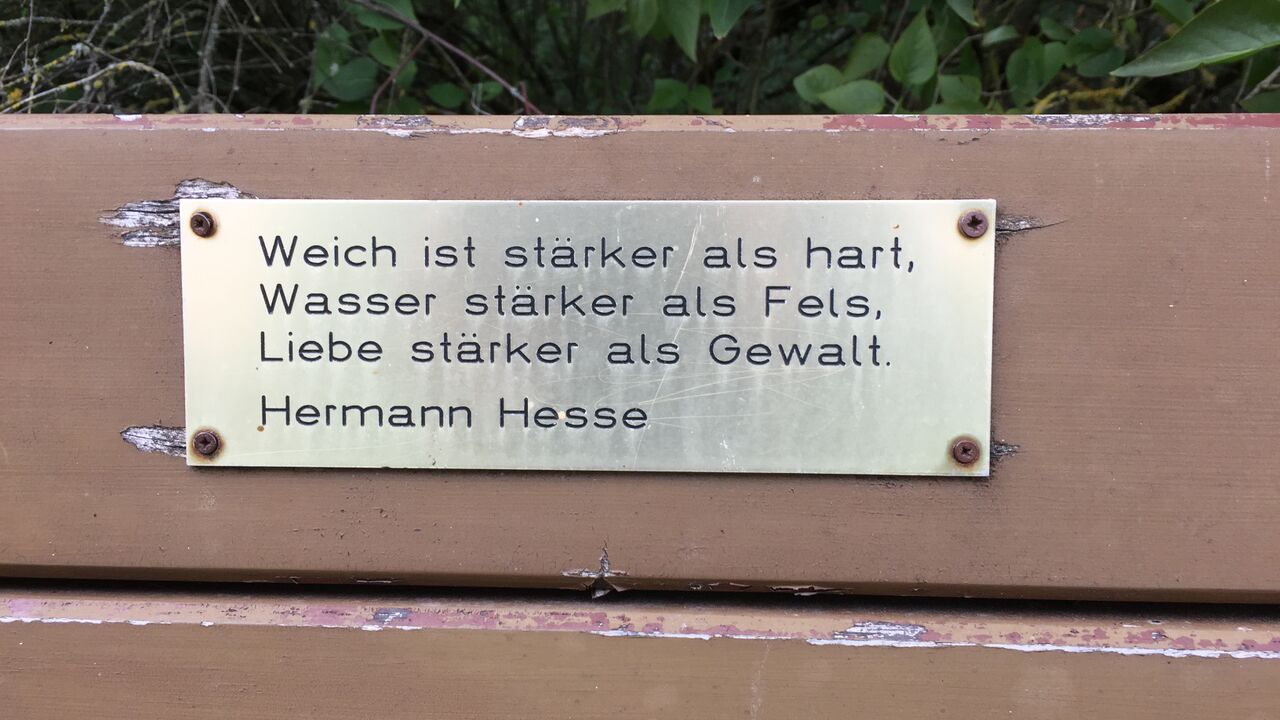 Weich ist stärker als hart,
Wasser stärker als Fels,
Liebe stärker als Gewalt.
Hermann Hesse